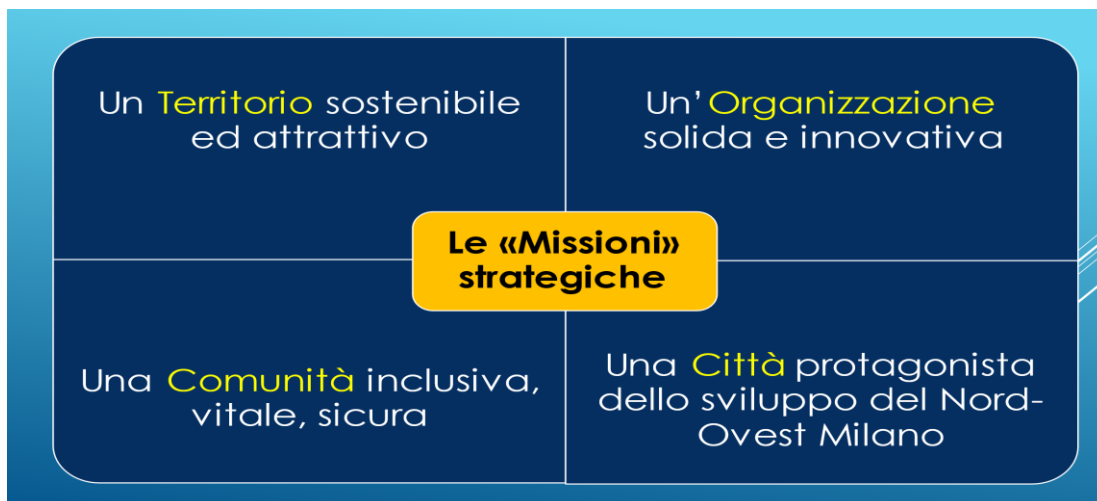 Un Territorio sostenibile
ed attrattivo
Un’Organizzazione
solida e innovativa
Le «Missioni»
strategiche
Una Comunità inclusiva,
vitale, sicura
Una Città protagonista
dello sviluppo del Nord-
Ovest Milano